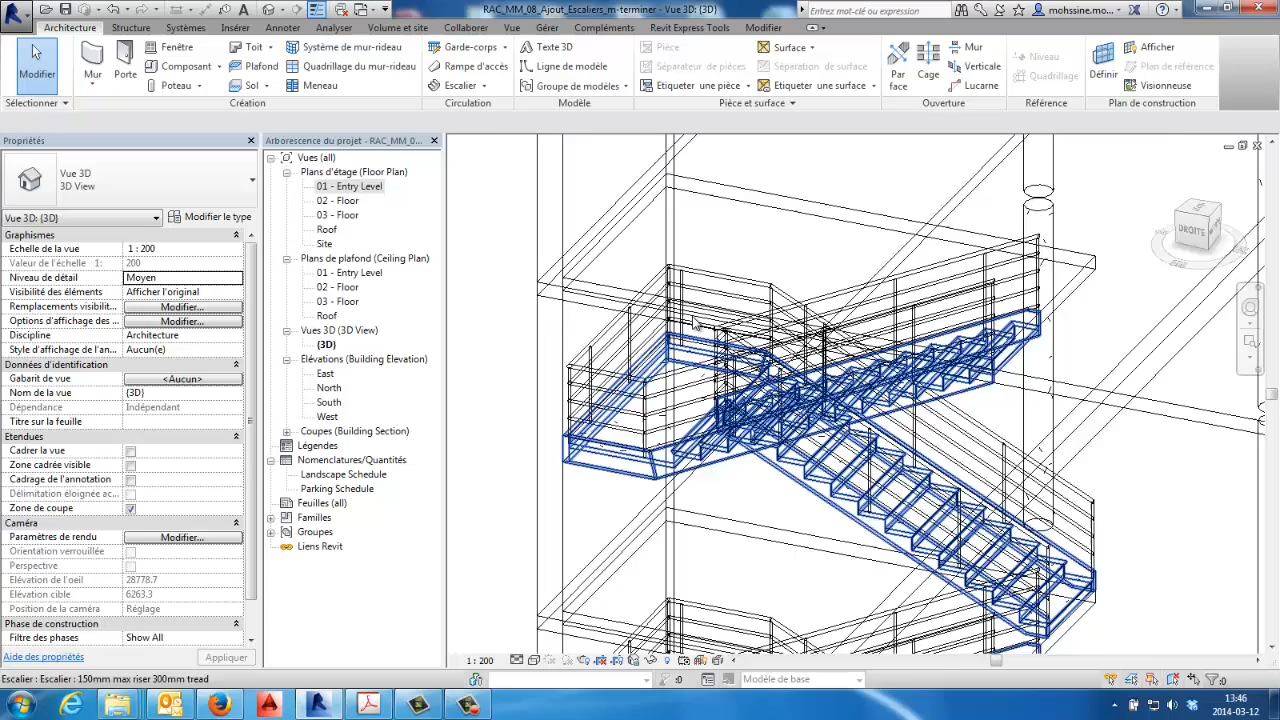 RAC_MM_08_Ajout_Escaliers_m-terminer - Vue 3D: {3D}
Entrez mot-clé ou expression
mohssine.mo...
Architecture Structure Systèmes Insérer Annoter Analyser Volume et site Collaborer Vue Gérer Compléments Revit Express Tools Modifier
Modifier
Sélectionner
Mur
Porte
Fenêtre
Composant
Poteau
Toit
Plafond
Sol
Système de mur-rideau
Quadrillage du mur-rideau
Meneau
Création
Garde-corps
Rampe d'accès
Escalier
Circulation
Texte 3D
Ligne de modèle
Groupe de modèles
Modèle
Pièce
Séparateur de pièces
Etiqueter une pièce
Surface
Séparation de surface
Etiqueter une surface
Pièce et surface
Par face
Cage
Mur
Verticale
Lucarne
Ouverture
Niveau
Quadrillage
Référence
Définir
Afficher
Plan de référence
Visionneuse
Plan de construction
Propriétés
Vue 3D
3D View
Vue 3D: {3D}
Modifier le type
Graphismes
Echelle de la vue 1 : 200
Valeur de l'échelle 1: 200
Niveau de détail Moyen
Visibilité des éléments Afficher l'original
Remplacements visibilit... Modifier...
Options d'affichage des ... Modifier...
Discipline Architecture
Style d'affichage de l'an... Aucun(e)
Données d'identification
Gabarit de vue <Aucun>
Nom de la vue {3D}
Dépendance Indépendant
Titre sur la feuille
Etendues
Cadrer la vue
Zone cadrée visible
Cadrage de l'annotation
Délimitation éloignée ac...
Zone de coupe
Caméra
Paramètres de rendu Modifier...
Orientation verrouillée
Perspective
Elévation de l'oeil 28778.7
Elévation cible 6263.3
Position de la caméra Réglage
Phase de construction
Filtre des phases Show All
Aide des propriétés
Appliquer
Arborescence du projet - RAC_MM_0...
Vues (all)
Plans d'étage (Floor Plan)
01 - Entry Level
02 - Floor
03 - Floor
Roof
Site
Plans de plafond (Ceiling Plan)
01 - Entry Level
02 - Floor
03 - Floor
Roof
Vues 3D (3D View)
{3D}
Elévations (Building Elevation)
East
North
South
West
Coupes (Building Section)
Légendes
Nomenclatures/Quantités
Landscape Schedule
Parking Schedule
Feuilles (all)
Familles
Groupes
Liens Revit
DROITE
1 : 200
Escalier : Escalier : 150mm max riser 300mm tread
:0
Modèle de base
:0
13:46
2014-03-12